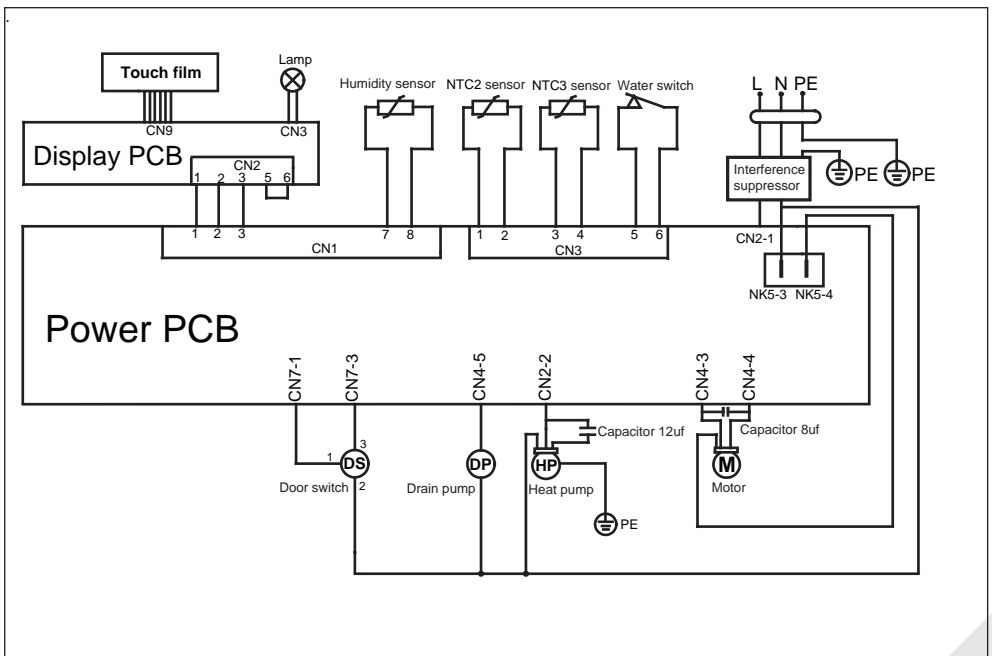 Touch film
Lamp
Humidity sensor
NTC2 sensor
NTC3 sensor
Water switch
L N PE
CN9
CN3
Display PCB
CN2
1 2 3 5 6
Interference
suppressor
PE
PE
1 2 3
7 8
CN1
1 2 3 4 5 6
CN3
CN2-1
NK5-3 NK5-4
Power PCB
CN7-1
CN7-3
CN4-5
CN2-2
CN4-3
CN4-4
Capacitor 12uf
Capacitor 8uf
3
1
DS
2
Door switch
DP
Drain pump
HP
Heat pump
M
Motor
PE